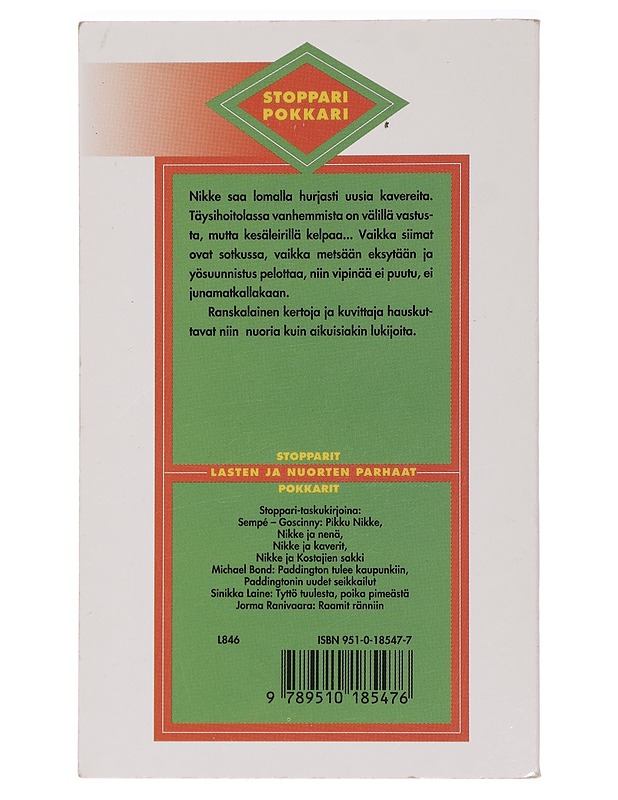 STOPPARI
POKKARI
Nikke saa lomalla hurjasti uusia kavereita.
Täysihoitolassa vanhemmista on välillä vastus-
ta, mutta kesäleirillä kelpaa... Vaikka siimat
ovat sotkussa, vaikka metsään eksytään ja
yösuunnistus pelottaa, niin vipinää ei puutu, ei
junamatkallakaan.
Ranskalainen kertoja ja kuvittaja hauskut-
tavat niin nuoria kuin aikuisiakin lukijoita.
STOPPARIT
LASTEN JA NUORTEN PARHAAT
POKKARIT
Stoppari-taskukirjoina:
Sempé – Goscinny: Pikku Nikke,
Nikke ja nenä,
Nikke ja kaverit,
Nikke ja Kostajien sakki
Michael Bond: Paddington tulee kaupunkiin,
Paddingtonin uudet seikkailut
Sinikka Laine: Tyttö tuulesta, poika pimeästä
Jorma Ranivaara: Raamit ränniin
L846 ISBN 951-0-18547-7
9 789510 185476